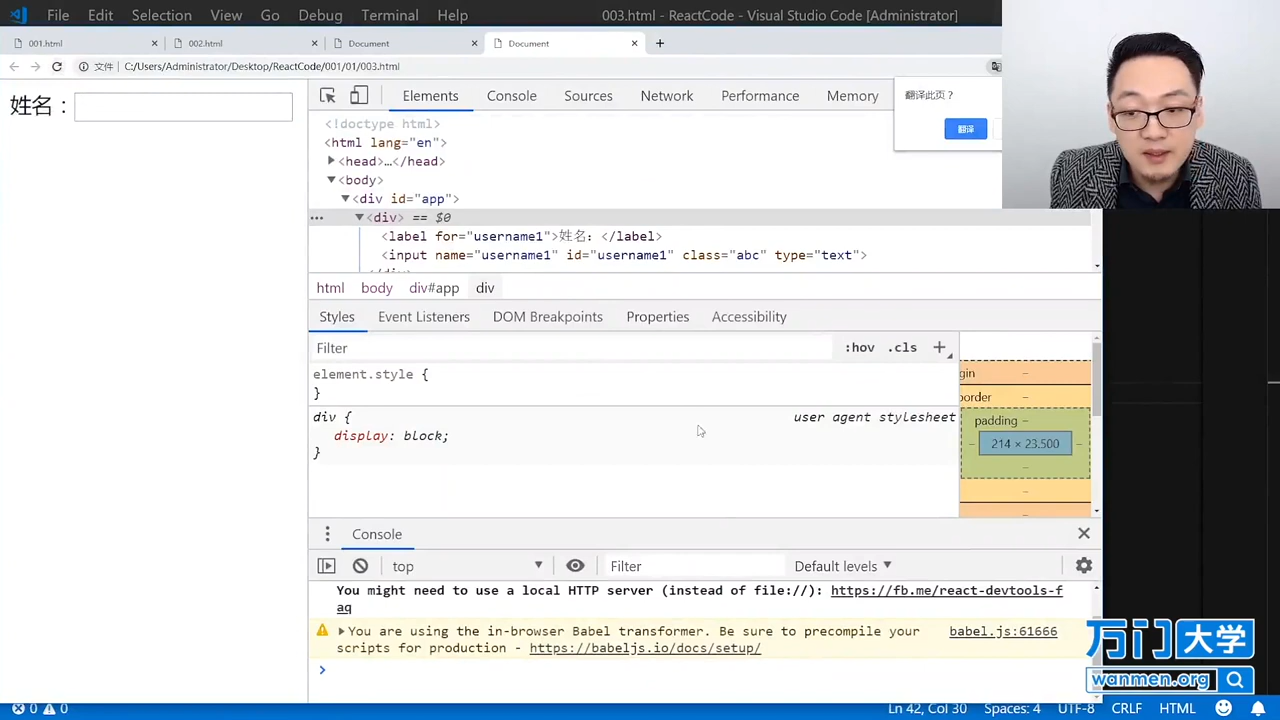 File Edit Selection View Go Debug Terminal Help 003.html - ReactCode - Visual Studio Code [Administrator]
001.html 002.html Document Document
文件 C:/Users/Administrator/Desktop/ReactCode/001/01/003.html
姓名：
Elements Console Sources Network Performance Memory
翻译此页？
翻译
<!doctype html>
<html lang="en">
<head>…</head>
<body>
<div id="app">
<div> == $0
<label for="username1">姓名：</label>
<input name="username1" id="username1" class="abc" type="text">
</div>
html body div#app div
Styles Event Listeners DOM Breakpoints Properties Accessibility
Filter :hov .cls +
element.style {
}
div { user agent stylesheet
display: block;
}
gin –
order –
padding –
– 214 × 23.500 –
–
–
–
Console
top Filter Default levels
You might need to use a local HTTP server (instead of file://): https://fb.me/react-devtools-f
aq
You are using the in-browser Babel transformer. Be sure to precompile your babel.js:61666
scripts for production - https://babeljs.io/docs/setup/
万门大学
wanmen.org
0 0 Ln 42, Col 30 Spaces: 4 UTF-8 CRLF HTML